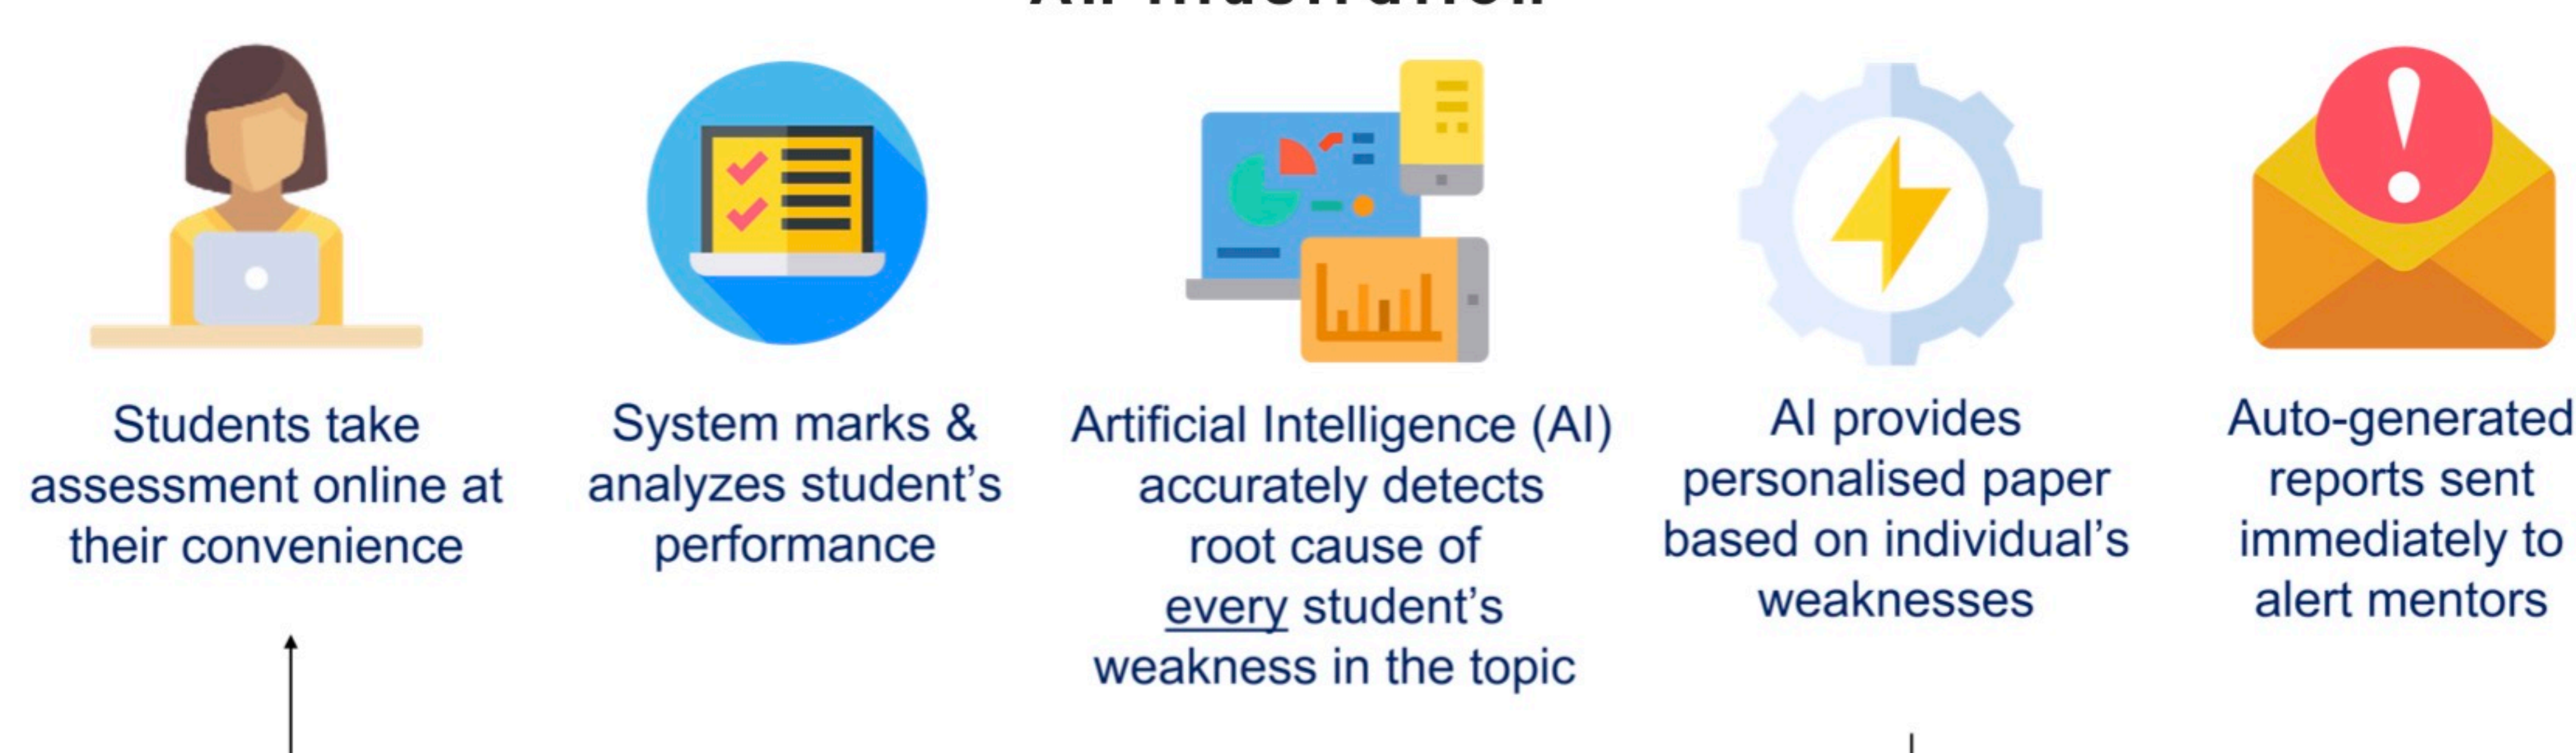 Students take
assessment online at
their convenience
System marks &
analyzes student's
performance
Artificial Intelligence (AI)
accurately detects
root cause of
every student's
weakness in the topic
AI provides
personalised paper
based on individual's
weaknesses
Auto-generated
reports sent
immediately to
alert mentors